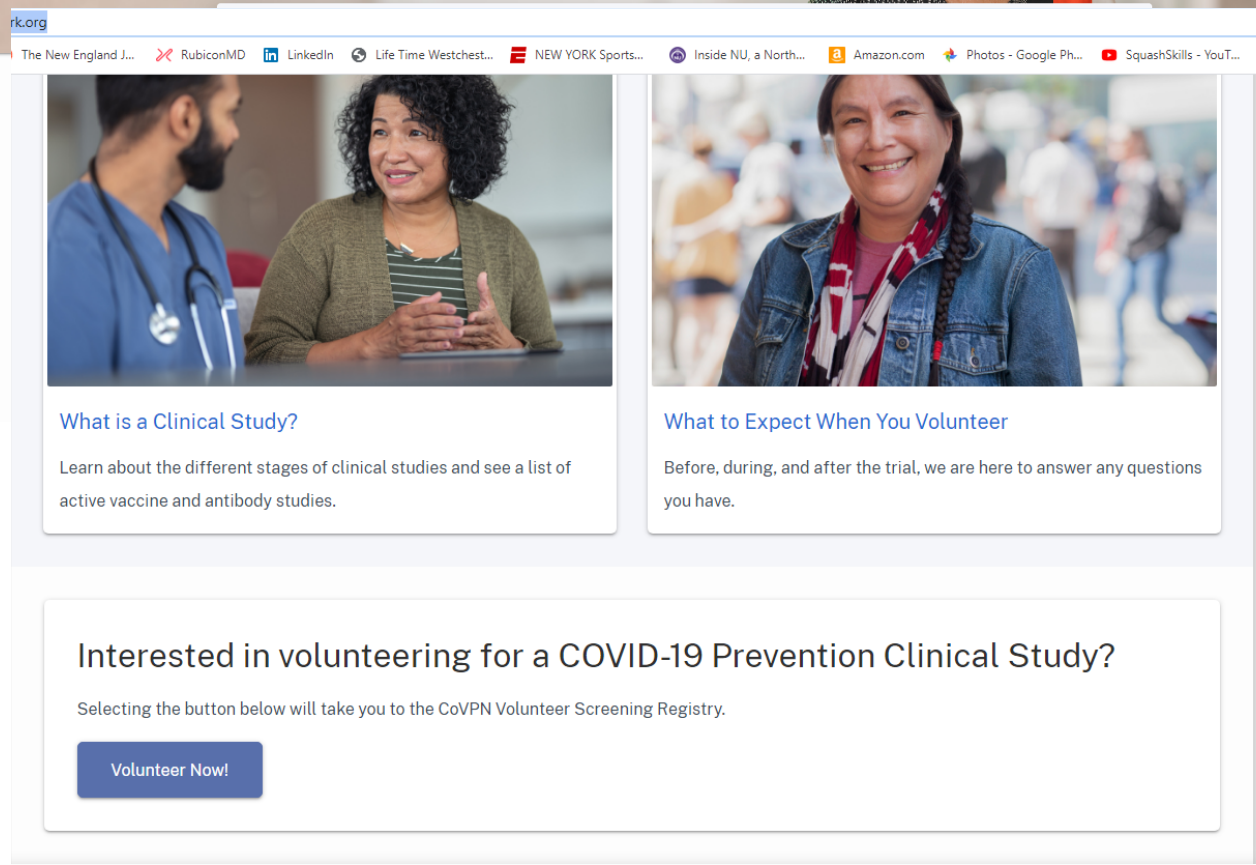 rk.org
The New England J... RubiconMD LinkedIn Life Time Westchest... NEW YORK Sports... Inside NU, a North... Amazon.com Photos - Google Ph... SquashSkills - YouT...
What is a Clinical Study?
Learn about the different stages of clinical studies and see a list of
active vaccine and antibody studies.
What to Expect When You Volunteer
Before, during, and after the trial, we are here to answer any questions
you have.
Interested in volunteering for a COVID-19 Prevention Clinical Study?
Selecting the button below will take you to the CoVPN Volunteer Screening Registry.
Volunteer Now!